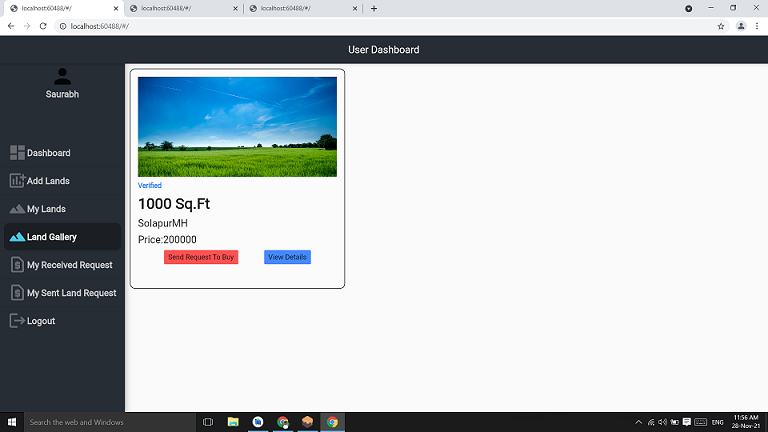 localhost:60488/#/
localhost:60488/#/
localhost:60488/#/
localhost:60488/#/
User Dashboard
Saurabh
Dashboard
Add Lands
My Lands
Land Gallery
My Received Request
My Sent Land Request
Logout
Verified
1000 Sq.Ft
SolapurMH
Price:200000
Send Request To Buy
View Details
Search the web and Windows
ENG
11:56 AM
28-Nov-21